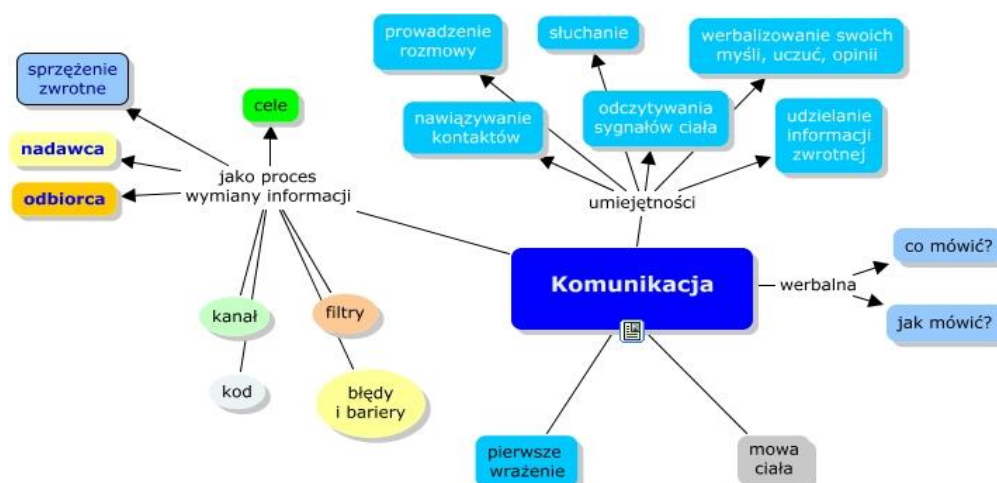 prowadzenie
rozmowy
słuchanie
werbalizowanie swoich
myśli, uczuć, opinii
sprzężenie
zwrotne
cele
nawiązywanie
kontaktów
odczytywania
sygnałów ciała
udzielanie
informacji
zwrotnej
nadawca
odbiorca
jako proces
wymiany informacji
umiejętności
Komunikacja
werbalna
co mówić?
jak mówić?
kanał
filtry
kod
błędy
i bariery
pierwsze
wrażenie
mowa
ciała